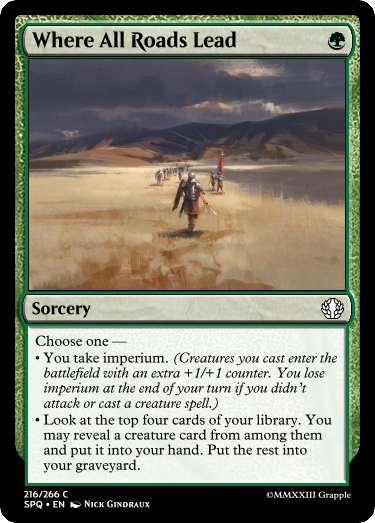 Where All Roads Lead
Sorcery
Choose one —
• You take imperium. (Creatures you cast enter the
battlefield with an extra +1/+1 counter. You lose
imperium at the end of your turn if you didn't
attack or cast a creature spell.)
• Look at the top four cards of your library. You
may reveal a creature card from among them
and put it into your hand. Put the rest into
your graveyard.
216/266 C
SPQ • EN Nick Gindraux
©MMXXIII Grapple